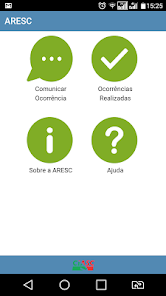 15:25
ARESC
Comunicar
Ocorrência
Ocorrências
Realizadas
Sobre a ARESC
Ajuda